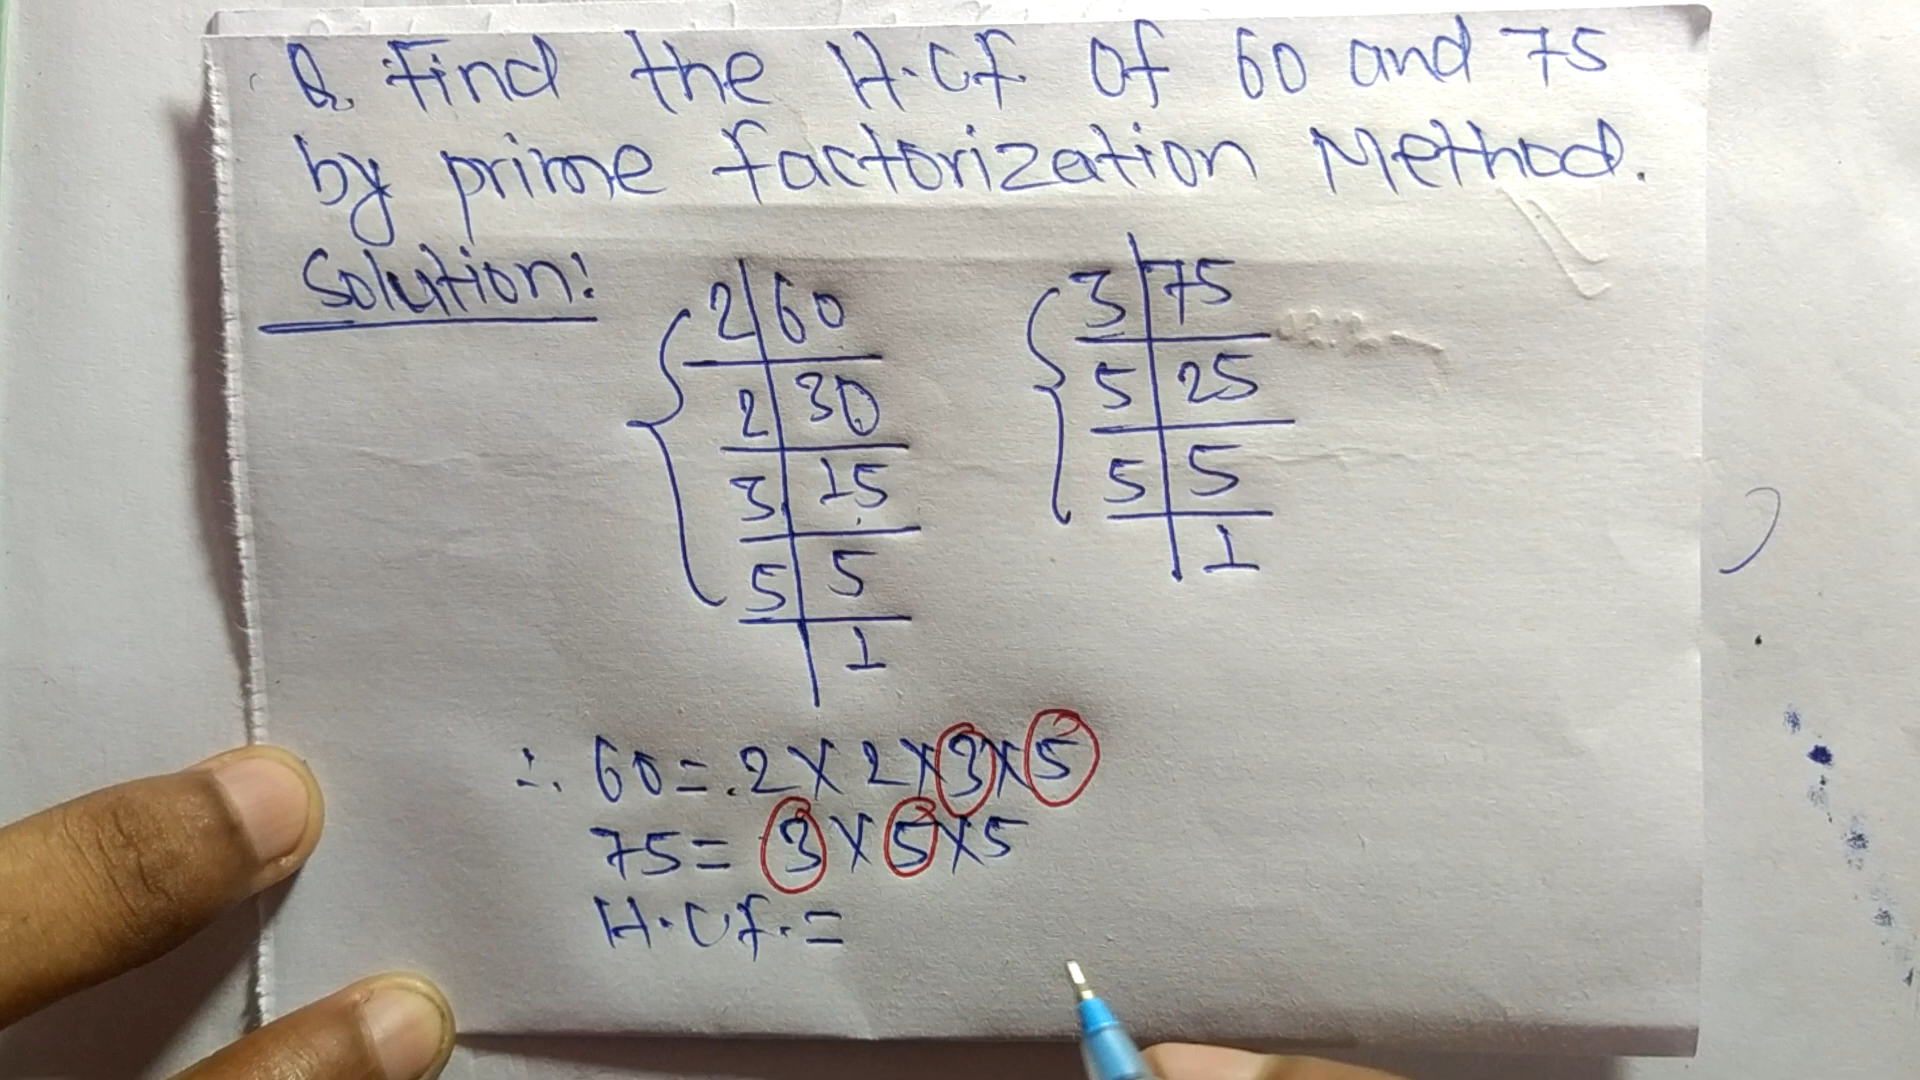 Q. Find the H.C.F. of 60 and 75
by prime factorization Method.
Solution:
2 | 60
2 | 30
3 | 15
5 | 5
1
3 | 75
5 | 25
5 | 5
1
∴ 60 = 2 × 2 × 3 × 5
75 = 3 × 5 × 5
H.C.F. =